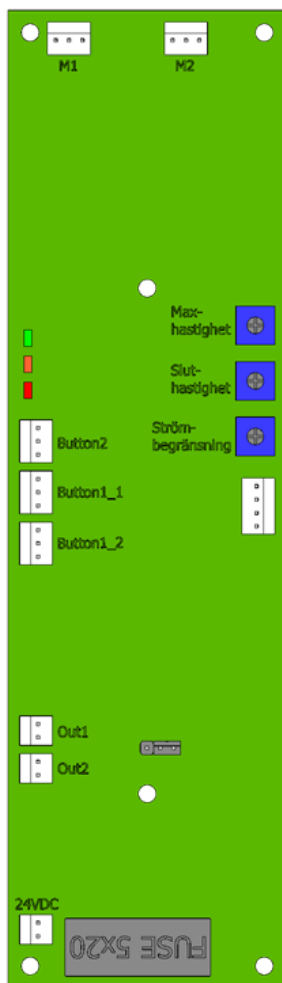 M1
M2
Max-
hastighet
Slut-
hastighet
Ström-
begränsning
Button2
Button1_1
Button1_2
Out1
Out2
24VDC
FUSE 5x20